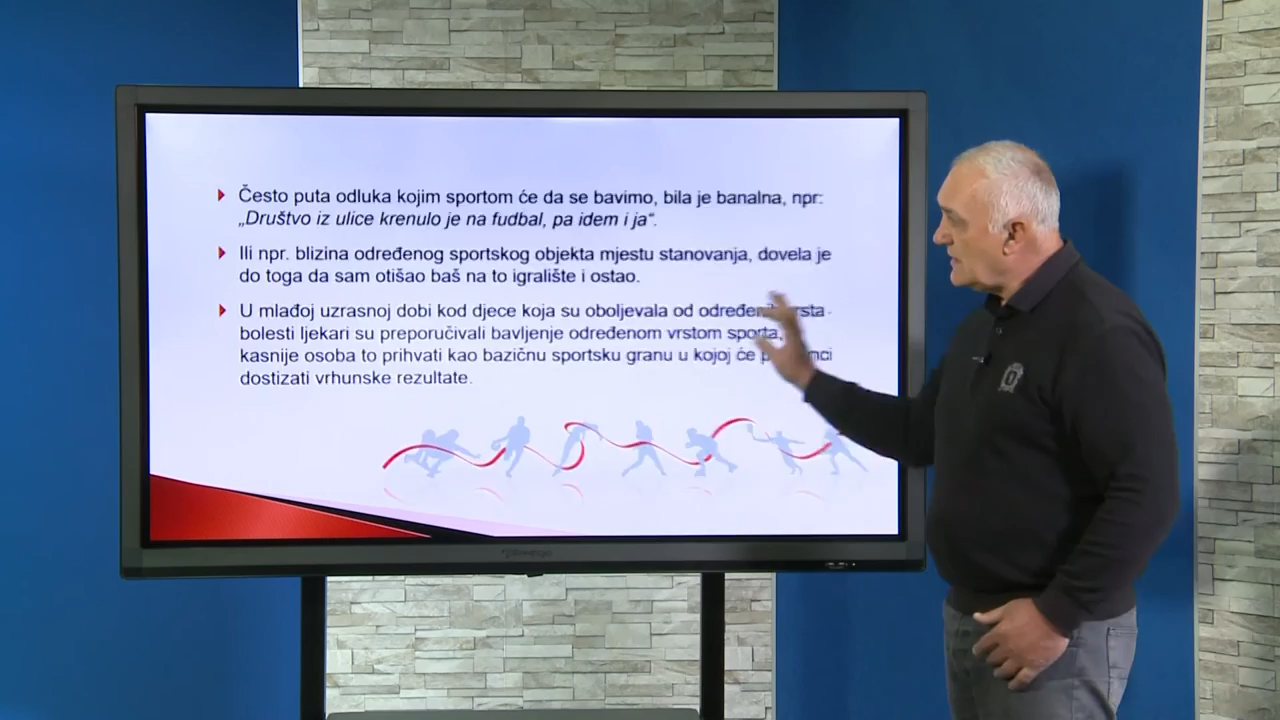 Često puta odluka kojim sportom će da se bavimo, bila je banalna, npr:
„Društvo iz ulice krenulo je na fudbal, pa idem i ja“.
Ili npr. blizina određenog sportskog objekta mjestu stanovanja, dovela je
do toga da sam otišao baš na to igralište i ostao.
U mlađoj uzrasnoj dobi kod djece koja su oboljevala od
bolesti ljekari su preporučivali bavljenje određenom vrstom sporta,
kasnije osoba to prihvati kao bazičnu sportsku granu u kojoj će
dostizati vrhunske rezultate.